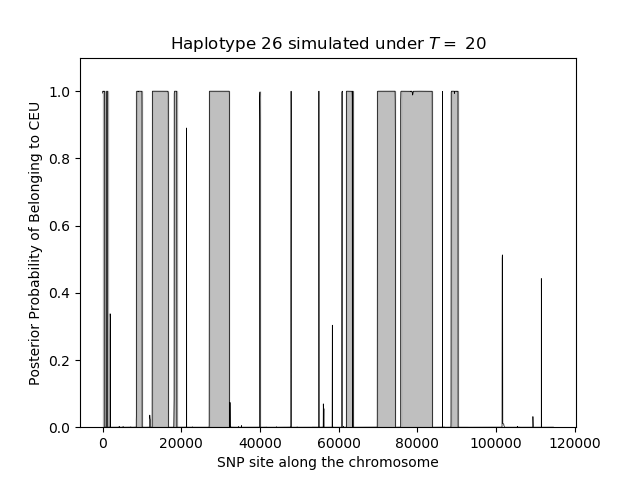 Haplotype 26 simulated under T = 20
Posterior Probability of Belonging to CEU
1.0
0.8
0.6
0.4
0.2
0.0
0 20000 40000 60000 80000 100000 120000
SNP site along the chromosome